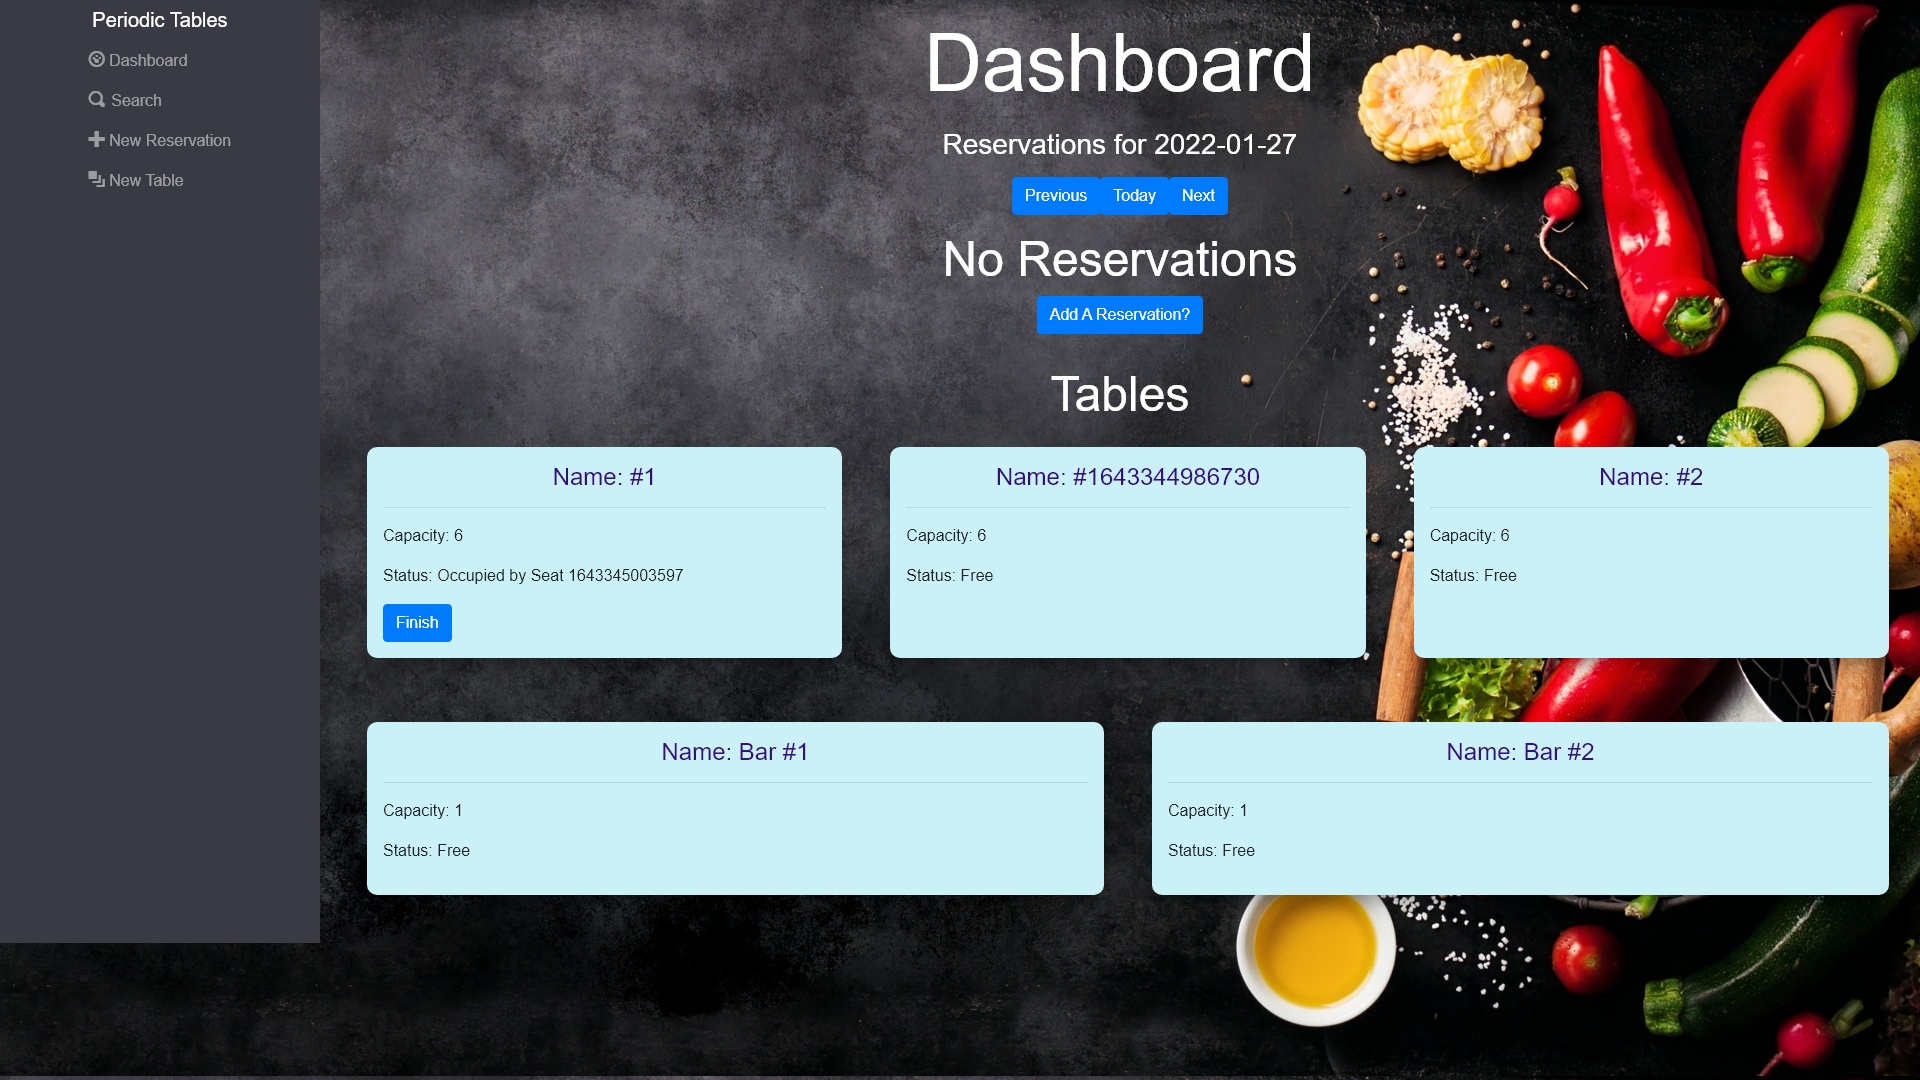 Periodic Tables
Dashboard
Search
New Reservation
New Table
Dashboard
Reservations for 2022-01-27
Previous Today Next
No Reservations
Add A Reservation?
Tables
Name: #1
Capacity: 6
Status: Occupied by Seat 1643345003597
Finish
Name: #1643344986730
Capacity: 6
Status: Free
Name: #2
Capacity: 6
Status: Free
Name: Bar #1
Capacity: 1
Status: Free
Name: Bar #2
Capacity: 1
Status: Free